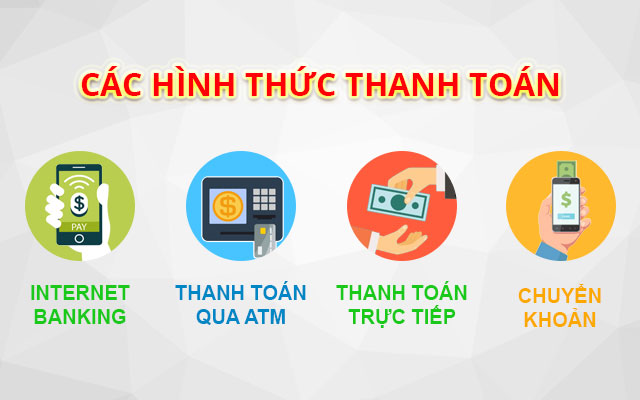 CÁC HÌNH THỨC THANH TOÁN
$
PAY
INTERNET
BANKING
$
THANH TOÁN
QUA ATM
THANH TOÁN
TRỰC TIẾP
$
CHUYỂN
KHOẢN